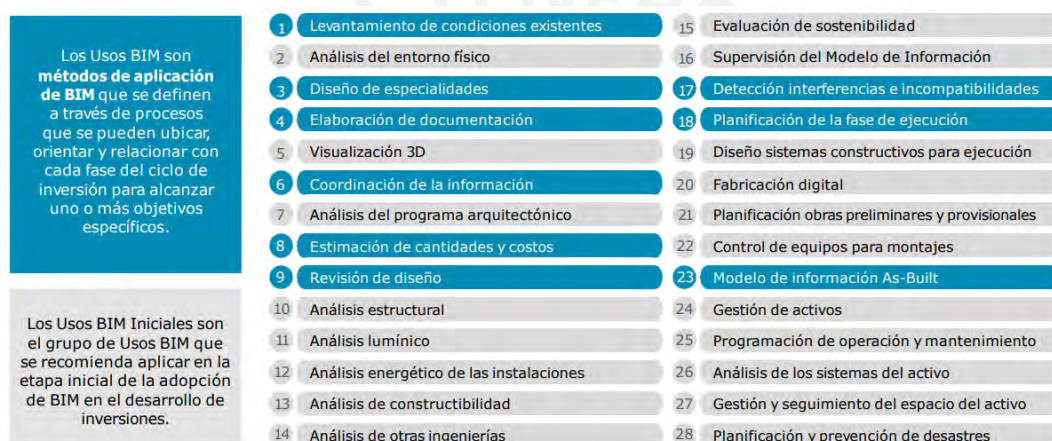 Los Usos BIM son
métodos de aplicación
de BIM que se definen
a través de procesos
que se pueden ubicar,
orientar y relacionar con
cada fase del ciclo de
inversión para alcanzar
uno o más objetivos
específicos.
Los Usos BIM Iniciales son
el grupo de Usos BIM que
se recomienda aplicar en la
etapa inicial de la adopción
de BIM en el desarrollo de
inversiones.
1 Levantamiento de condiciones existentes
2 Análisis del entorno físico
3 Diseño de especialidades
4 Elaboración de documentación
5 Visualización 3D
6 Coordinación de la información
7 Análisis del programa arquitectónico
8 Estimación de cantidades y costos
9 Revisión de diseño
10 Análisis estructural
11 Análisis lumínico
12 Análisis energético de las instalaciones
13 Análisis de constructibilidad
14 Análisis de otras ingenierías
15 Evaluación de sostenibilidad
16 Supervisión del Modelo de Información
17 Detección interferencias e incompatibilidades
18 Planificación de la fase de ejecución
19 Diseño sistemas constructivos para ejecución
20 Fabricación digital
21 Planificación obras preliminares y provisionales
22 Control de equipos para montajes
23 Modelo de información As-Built
24 Gestión de activos
25 Programación de operación y mantenimiento
26 Análisis de los sistemas del activo
27 Gestión y seguimiento del espacio del activo
28 Planificación y prevención de desastres